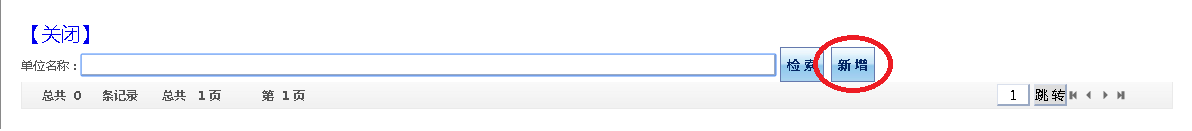 【关闭】
单位名称： 检 索 新 增
总共 0 条记录 总共 1 页 第 1 页 1 跳 转